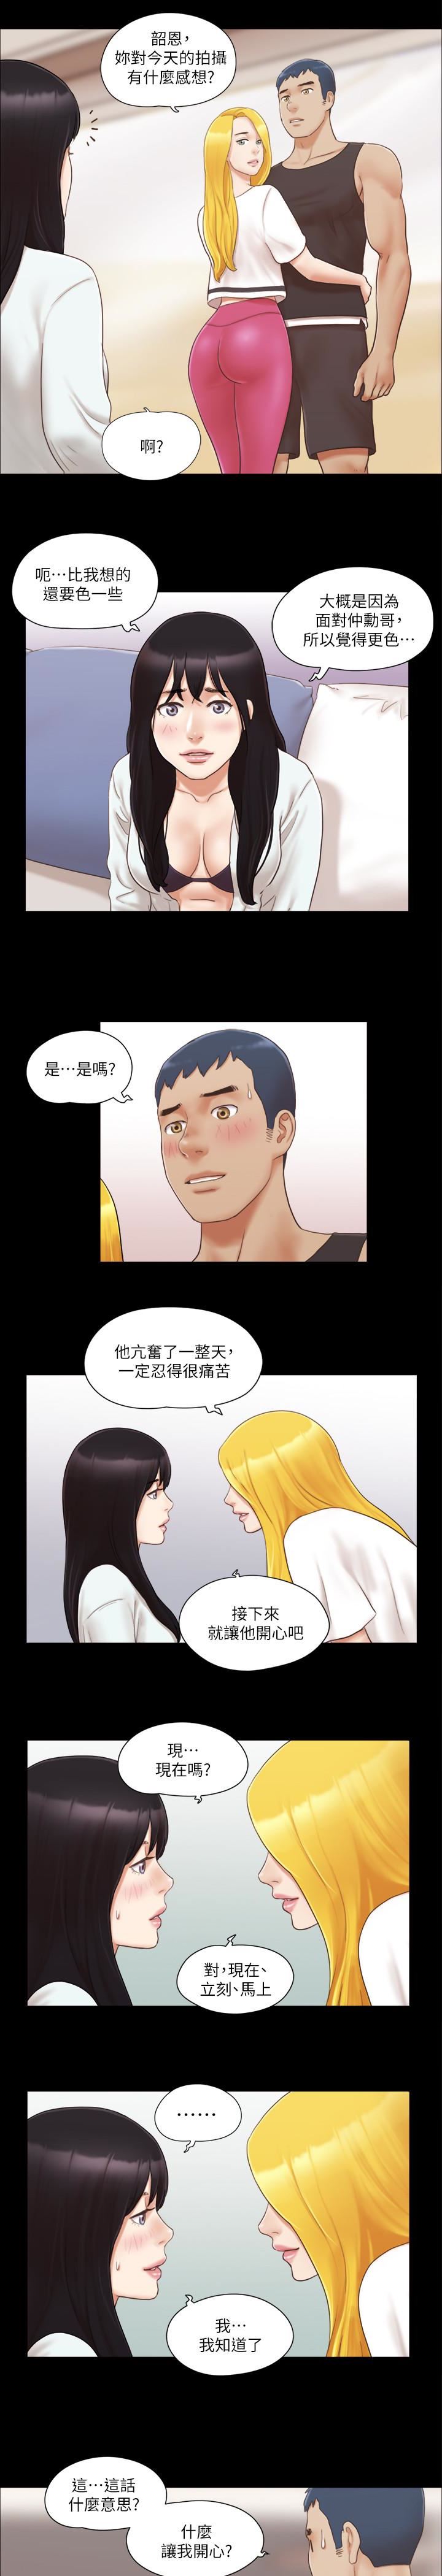 韶恩，
妳對今天的拍攝
有什麼感想?
啊?
呃…比我想的
還要色一些
大概是因為
面對仲勳哥，
所以覺得更色…
是…是嗎?
他亢奮了一整天，
一定忍得很痛苦
接下來
就讓他開心吧
現…
現在嗎?
對，現在、
立刻、馬上
……
我…
我知道了
這…這話
什麼意思?
什麼
讓我開心?